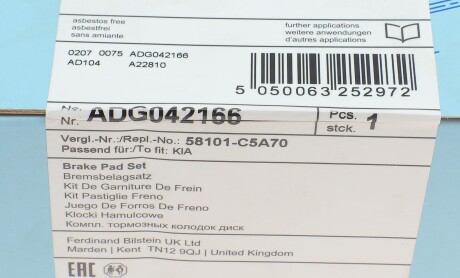 asbestos free
asbestfrei
sans amiante
further applications
weitere anwendungen
d'autres applications
0207 0075 ADG042166
AD104 A22810
5 050063 252972
No.
Nr. ADG042166
Pcs.
stck. 1
Vergl.-Nr.:/Repl.-No.: 58101-C5A70
Passend für:/To fit: KIA
Brake Pad Set
Bremsbelagsatz
Kit De Garniture De Frein
Kit Pastiglie Freno
Juego De Forros De Freno
Klocki Hamulcowe
Компл. тормозных колодок диск
Ferdinand Bilstein UK Ltd
Marden | Kent TN12 9QJ | United Kingdom
EAC